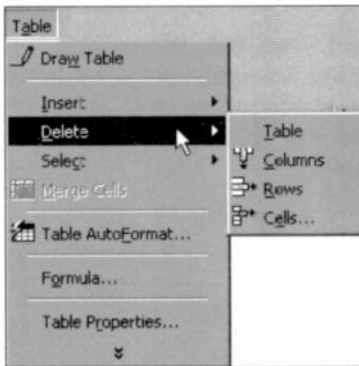 Table
Draw Table
Insert
Delete
Select
Merge Cells
Table AutoFormat...
Formula...
Table Properties...
Table
Columns
Rows
Cells...